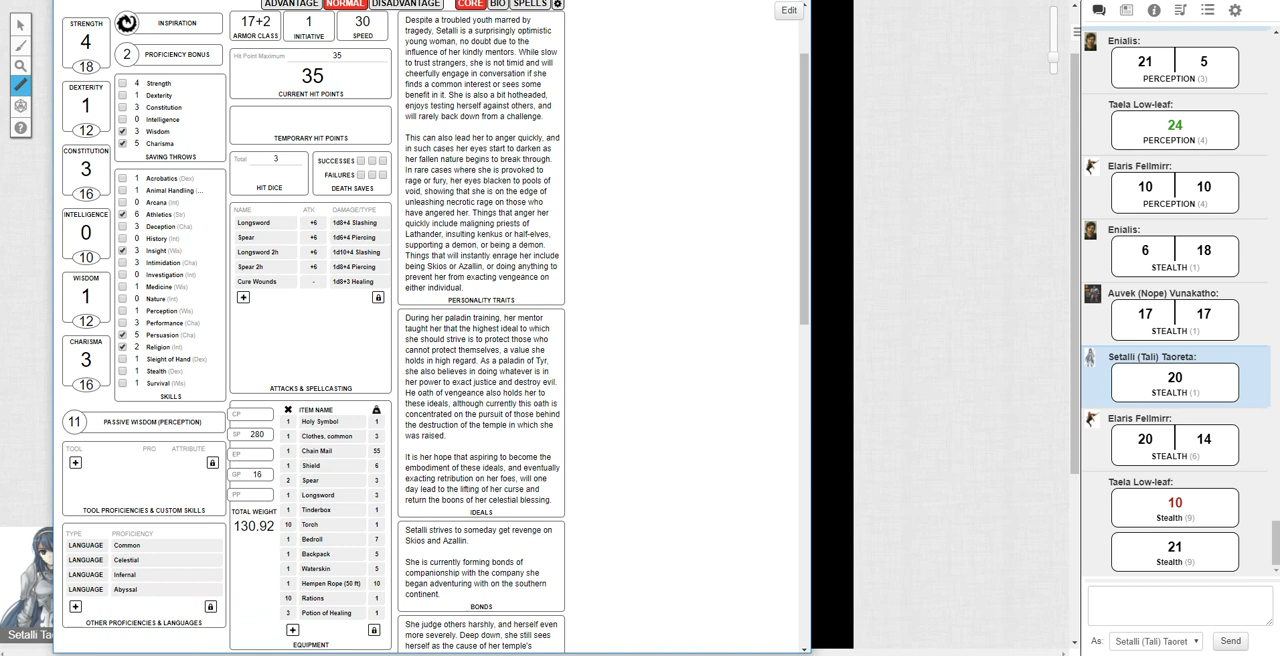 ADVANTAGE NORMAL DISADVANTAGE CORE BIO SPELLS
Edit
STRENGTH
4
18
DEXTERITY
1
12
CONSTITUTION
3
16
INTELLIGENCE
0
10
WISDOM
1
12
CHARISMA
3
16
INSPIRATION
2 PROFICIENCY BONUS
4 Strength
1 Dexterity
3 Constitution
0 Intelligence
3 Wisdom
5 Charisma
SAVING THROWS
1 Acrobatics (Dex)
1 Animal Handling (...
0 Arcana (Int)
6 Athletics (Str)
3 Deception (Cha)
0 History (Int)
3 Insight (Wis)
3 Intimidation (Cha)
0 Investigation (Int)
1 Medicine (Wis)
0 Nature (Int)
1 Perception (Wis)
3 Performance (Cha)
5 Persuasion (Cha)
2 Religion (Int)
1 Sleight of Hand (Dex)
1 Stealth (Dex)
1 Survival (Wis)
SKILLS
11 PASSIVE WISDOM (PERCEPTION)
TOOL PRO ATTRIBUTE
TOOL PROFICIENCIES & CUSTOM SKILLS
TYPE PROFICIENCY
LANGUAGE Common
LANGUAGE Celestial
LANGUAGE Infernal
LANGUAGE Abyssal
OTHER PROFICIENCIES & LANGUAGES
17+2
ARMOR CLASS
1
INITIATIVE
30
SPEED
Hit Point Maximum 35
35
CURRENT HIT POINTS
TEMPORARY HIT POINTS
Total 3
HIT DICE
SUCCESSES
FAILURES
DEATH SAVES
NAME ATK DAMAGE/TYPE
Longsword +6 1d8+4 Slashing
Spear +6 1d6+4 Piercing
Longsword 2h +6 1d10+4 Slashing
Spear 2h +6 1d8+4 Piercing
Cure Wounds - 1d8+3 Healing
ATTACKS & SPELLCASTING
CP
SP 280
EP
GP 16
PP
TOTAL WEIGHT
130.92
ITEM NAME
1 Holy Symbol 1
1 Clothes, common 3
1 Chain Mail 55
1 Shield 6
2 Spear 3
1 Longsword 3
1 Tinderbox 1
10 Torch 1
1 Bedroll 7
1 Backpack 5
1 Waterskin 5
1 Hempen Rope (50 ft) 10
10 Rations 1
3 Potion of Healing 1
EQUIPMENT
Despite a troubled youth marred by
tragedy, Setalli is a surprisingly optimistic
young woman, no doubt due to the
influence of her kindly mentors. While slow
to trust strangers, she is not timid and will
cheerfully engage in conversation if she
finds a common interest or sees some
benefit in it. She is also a bit hotheaded,
enjoys testing herself against others, and
will rarely back down from a challenge.
This can also lead her to anger quickly, and
in such cases her eyes start to darken as
her fallen nature begins to break through.
In rare cases where she is provoked to
rage or fury, her eyes blacken to pools of
void, showing that she is on the edge of
unleashing necrotic rage on those who
have angered her. Things that anger her
quickly include maligning priests of
Lathander, insulting kenkus or half-elves,
supporting a demon, or being a demon.
Things that will instantly enrage her include
being Skios or Azallin, or doing anything to
prevent her from exacting vengeance on
either individual.
PERSONALITY TRAITS
During her paladin training, her mentor
taught her that the highest ideal to which
she should strive is to protect those who
cannot protect themselves, a value she
holds in high regard. As a paladin of Tyr,
she also believes in doing whatever is in
her power to exact justice and destroy evil.
He oath of vengeance also holds her to
these ideals, although currently this oath is
concentrated on the pursuit of those behind
the destruction of the temple in which she
was raised.
It is her hope that aspiring to become the
embodiment of these ideals, and eventually
exacting retribution on her foes, will one
day lead to the lifting of her curse and
return the boons of her celestial blessing.
IDEALS
Setalli strives to someday get revenge on
Skios and Azallin.
She is currently forming bonds of
companionship with the company she
began adventuring with on the southern
continent.
BONDS
She judge others harshly, and herself even
more severely. Deep down, she still sees
herself as the cause of her temple's
Setalli Ta
Enialis:
21 5
PERCEPTION (3)
Taela Low-leaf:
24
PERCEPTION (4)
Elaris Fellmirr:
10 10
PERCEPTION (4)
Enialis:
6 18
STEALTH (1)
Auvek (Nope) Vunakatho:
17 17
STEALTH (1)
Setalli (Tali) Taoreta:
20
STEALTH (1)
Elaris Fellmirr:
20 14
STEALTH (6)
Taela Low-leaf:
10
Stealth (9)
21
Stealth (9)
As: Setalli (Tali) Taoret Send